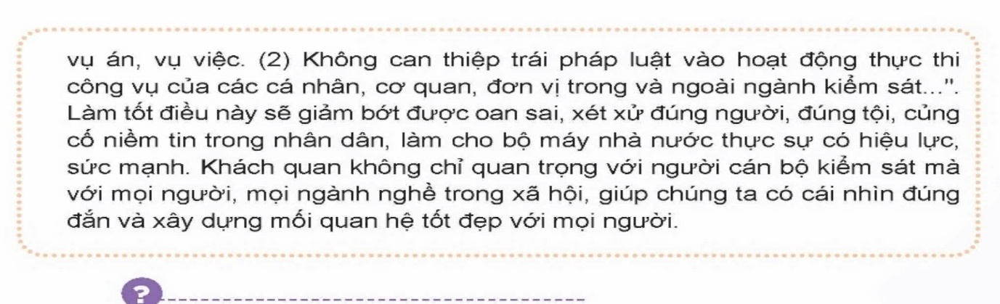 vụ án, vụ việc. (2) Không can thiệp trái pháp luật vào hoạt động thực thi
công vụ của các cá nhân, cơ quan, đơn vị trong và ngoài ngành kiểm sát...".
Làm tốt điều này sẽ giảm bớt được oan sai, xét xử đúng người, đúng tội, củng
cố niềm tin trong nhân dân, làm cho bộ máy nhà nước thực sự có hiệu lực,
sức mạnh. Khách quan không chỉ quan trọng với người cán bộ kiểm sát mà
với mọi người, mọi ngành nghề trong xã hội, giúp chúng ta có cái nhìn đúng
đắn và xây dựng mối quan hệ tốt đẹp với mọi người.
?